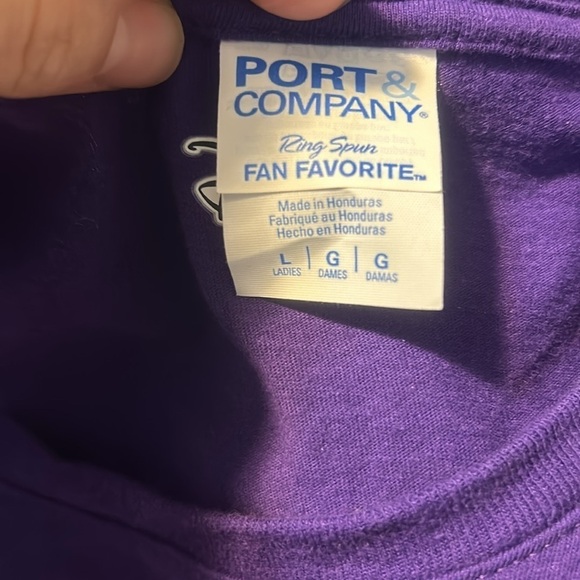 PORT &
COMPANY®
Ring Spun
FAN FAVORITE™
Made in Honduras
Fabriqué au Honduras
Hecho en Honduras
L | G | G
LADIES DAMES DAMAS